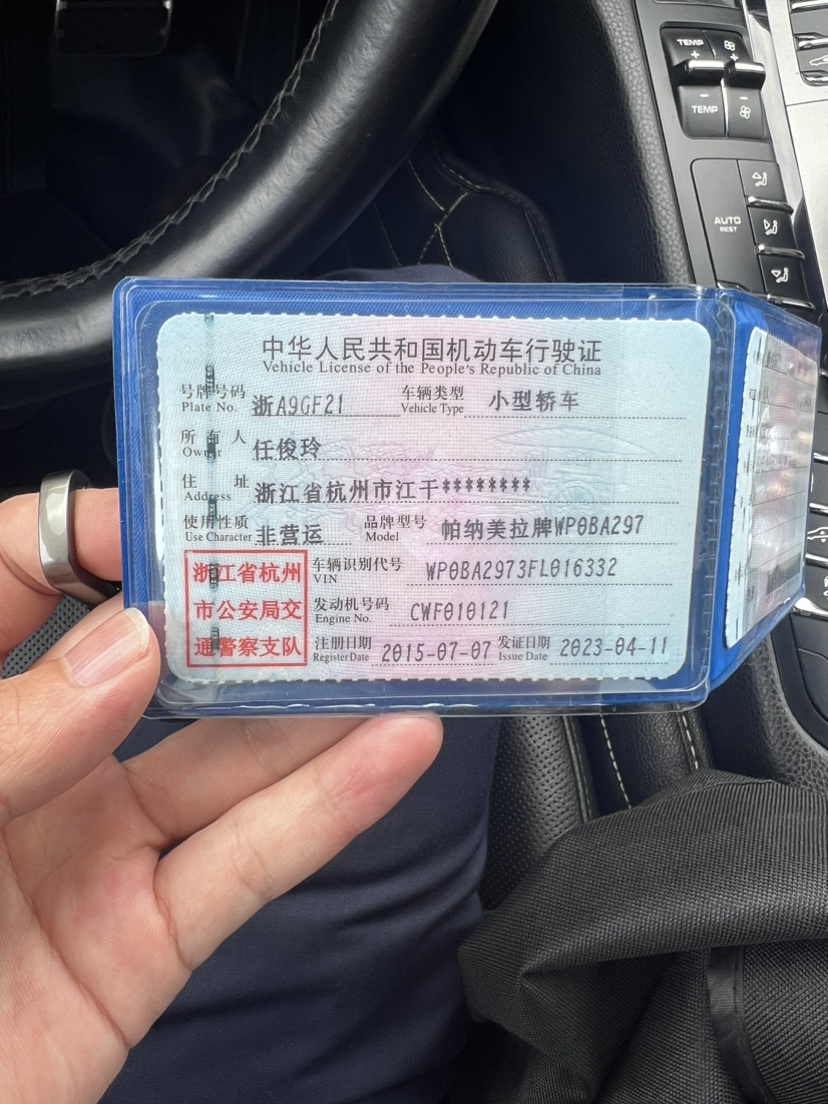 TEMP
TEMP
AUTO
REST
中华人民共和国机动车行驶证
Vehicle License of the People's Republic of China
号牌号码 浙A9GF21 车辆类型 小型轿车
Plate No. Vehicle Type
所有人 任俊玲
Owner
住址 浙江省杭州市江干********
Address
使用性质 非营运 品牌型号 帕纳美拉牌WP0BA297
Use Character Model
浙江省杭州 车辆识别代号 WP0BA2973FL016332
VIN
市公安局交 发动机号码 CWF010121
Engine No.
通警察支队 注册日期 2015-07-07 发证日期 2023-04-11
Register Date Issue Date